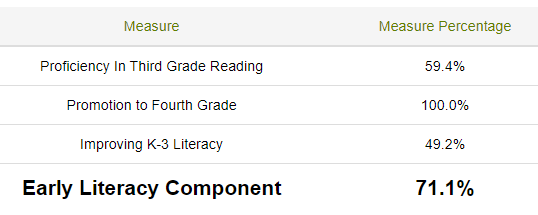 Measure Measure Percentage
Proficiency In Third Grade Reading 59.4%
Promotion to Fourth Grade 100.0%
Improving K-3 Literacy 49.2%
Early Literacy Component 71.1%